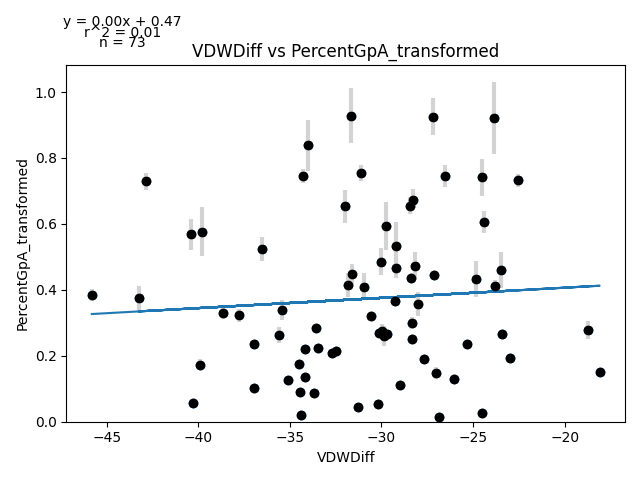 y = 0.00x + 0.47
r^2 = 0.01
n = 73
VDWDiff vs PercentGpA_transformed
PercentGpA_transformed
1.0
0.8
0.6
0.4
0.2
0.0
−45
−40
−35
−30
−25
−20
VDWDiff